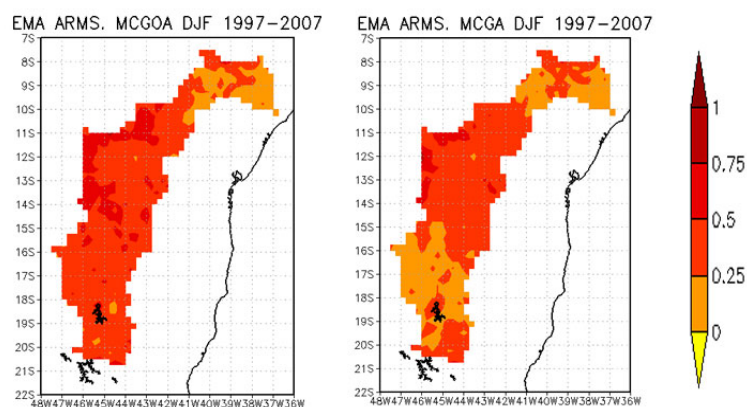 EMA ARMS. MCGOA DJF 1997-2007
7S
8S
9S
10S
11S
12S
13S
14S
15S
16S
17S
18S
19S
20S
21S
22S
48W47W46W45W44W43W42W41W40W39W38W37W36W
EMA ARMS. MCGA DJF 1997-2007
7S
8S
9S
10S
11S
12S
13S
14S
15S
16S
17S
18S
19S
20S
21S
22S
48W47W46W45W44W43W42W41W40W39W38W37W36W
1
0.75
0.5
0.25
0